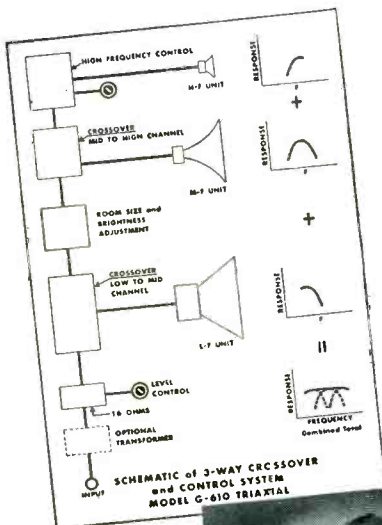 HIGH FREQUENCY CONTROL
H-F UNIT
RESPONSE
F
+
CROSSOVER
MID TO HIGH CHANNEL
M-F UNIT
RESPONSE
F
+
ROOM SIZE and
BRIGHTNESS
ADJUSTMENT
CROSSOVER
LOW TO MID
CHANNEL
L-F UNIT
RESPONSE
F
=
LEVEL
CONTROL
16 OHMS
OPTIONAL
TRANSFORMER
INPUT
RESPONSE
FREQUENCY
Combined Total
SCHEMATIC of 3-WAY CROSSOVER
and CONTROL SYSTEM
MODEL G-610 TRIAXIAL